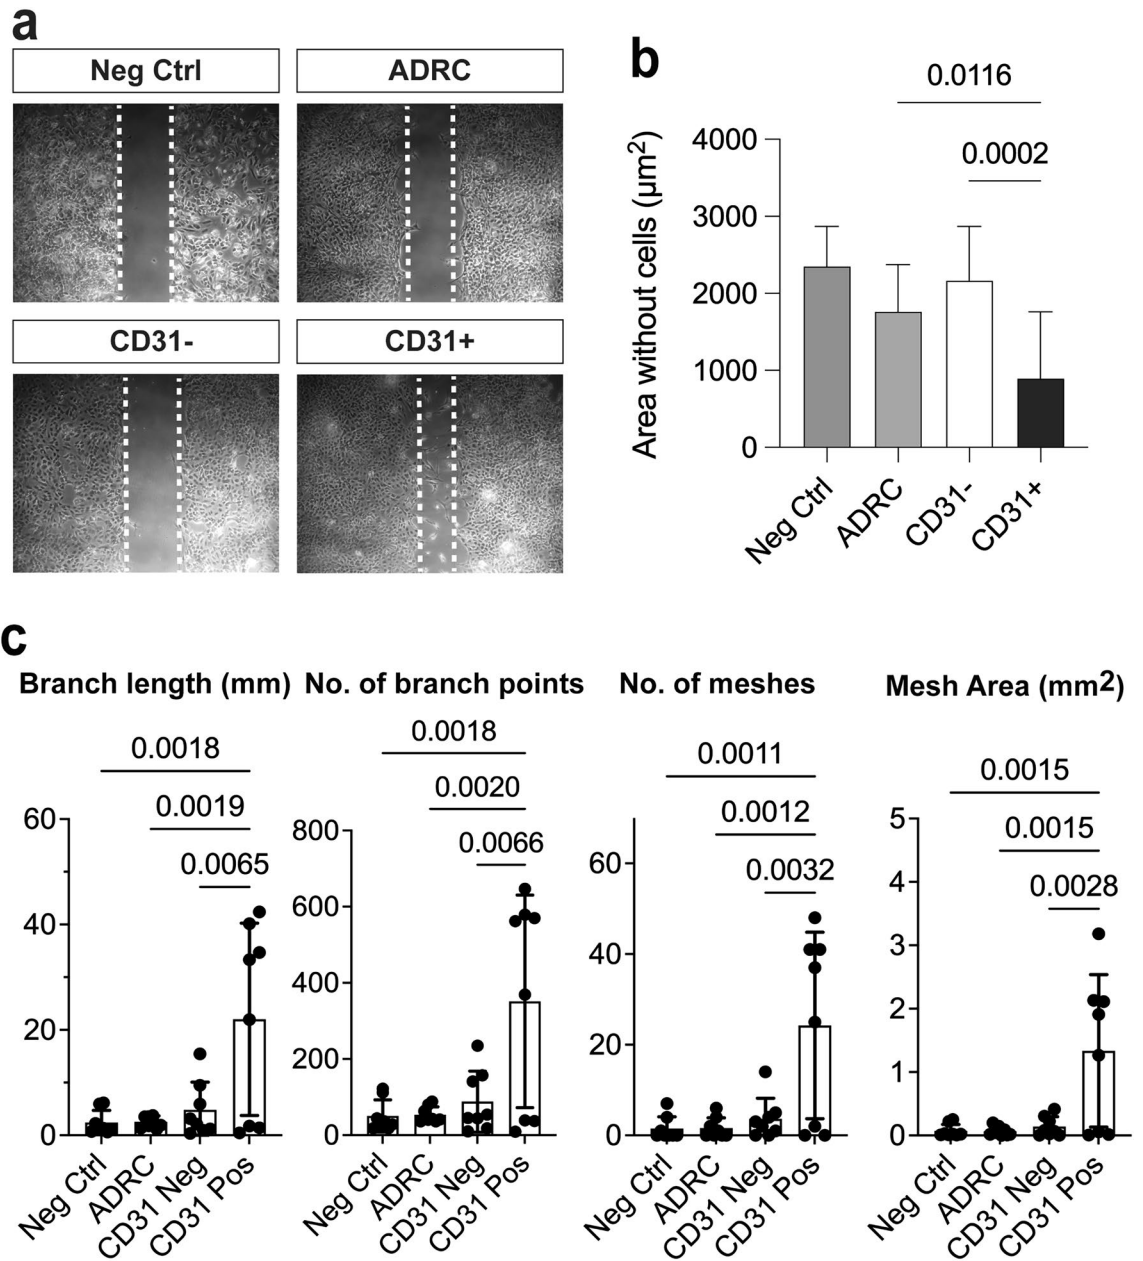 a
Neg Ctrl
ADRC
CD31-
CD31+
b
0.0116
0.0002
Area without cells (μm²)
4000
3000
2000
1000
0
Neg Ctrl
ADRC
CD31-
CD31+
c
Branch length (mm)
0.0018
0.0019
0.0065
60
40
20
0
Neg Ctrl
ADRC
CD31 Neg
CD31 Pos
No. of branch points
0.0018
0.0020
0.0066
800
600
400
200
0
Neg Ctrl
ADRC
CD31 Neg
CD31 Pos
No. of meshes
0.0011
0.0012
0.0032
60
40
20
0
Neg Ctrl
ADRC
CD31 Neg
CD31 Pos
Mesh Area (mm2)
0.0015
0.0015
0.0028
5
4
3
2
1
0
Neg Ctrl
ADRC
CD31 Neg
CD31 Pos